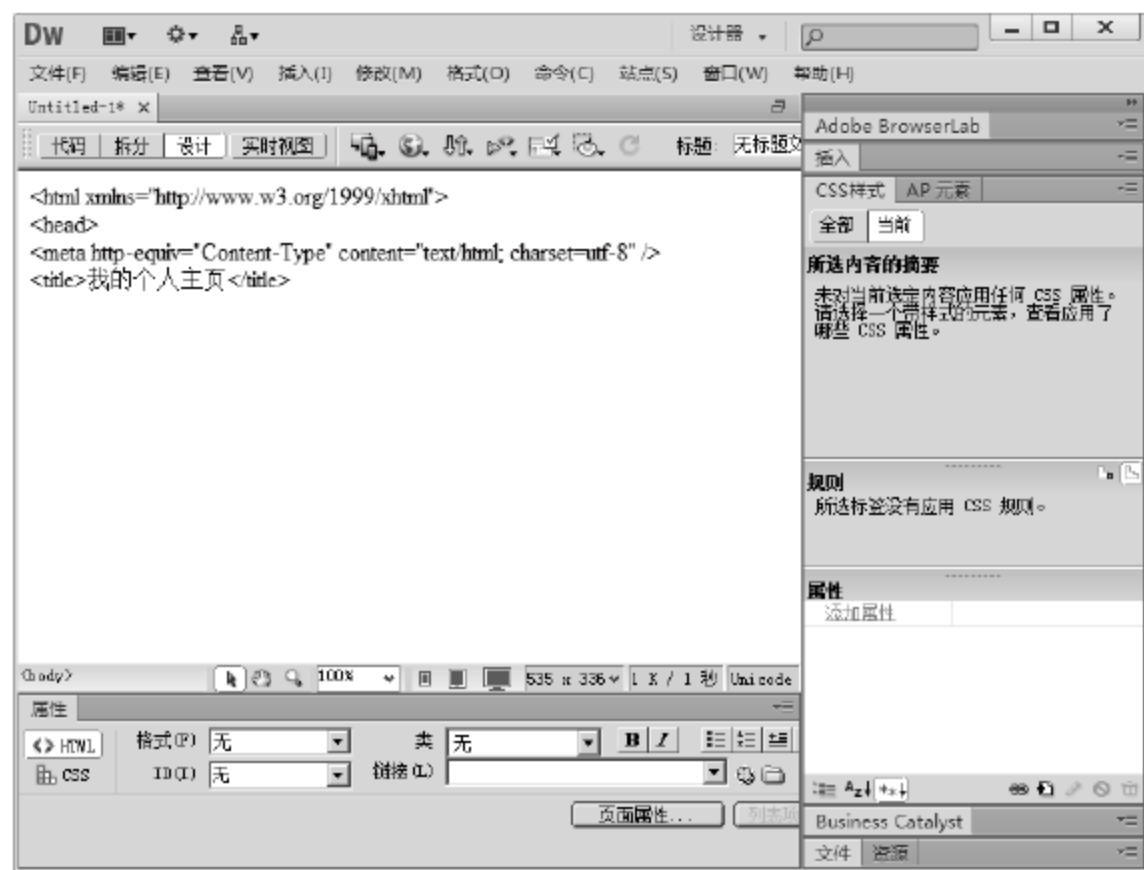 Dw 设计器
文件(F) 编辑(E) 查看(V) 插入(I) 修改(M) 格式(O) 命令(C) 站点(S) 窗口(W) 帮助(H)
Untitled-1* ×
代码 拆分 设计 实时视图 标题: 无标题文
<html xmlns="http://www.w3.org/1999/xhtml">
<head>
<meta http-equiv="Content-Type" content="text/html; charset=utf-8" />
<title>我的个人主页</title>
<body> 100% 535 x 336 1 K / 1 秒 Unicode
属性
<> HTML 格式(F) 无 类 无 B I
CSS ID(I) 无 链接(L)
页面属性... 列表项
Adobe BrowserLab
插入
CSS样式 AP 元素
全部 当前
所选内容的摘要
未对当前选定内容应用任何 CSS 属性。
请选择一个带样式的元素，查看应用了
哪些 CSS 属性。
规则
所选标签没有应用 CSS 规则。
属性
添加属性
Business Catalyst
文件 资源